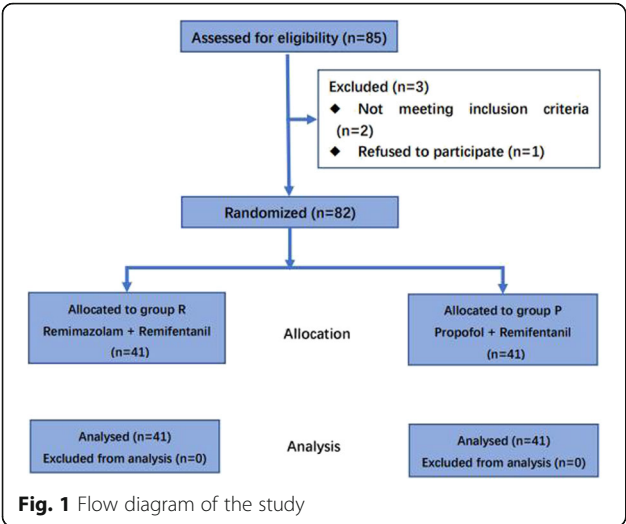 Assessed for eligibility (n=85)
Excluded (n=3)
◆ Not meeting inclusion criteria
(n=2)
◆ Refused to participate (n=1)
Randomized (n=82)
Allocated to group R
Remimazolam + Remifentanil
(n=41)
Allocation
Allocated to group P
Propofol + Remifentanil
(n=41)
Analysed (n=41)
Excluded from analysis (n=0)
Analysis
Analysed (n=41)
Excluded from analysis (n=0)
Fig. 1 Flow diagram of the study